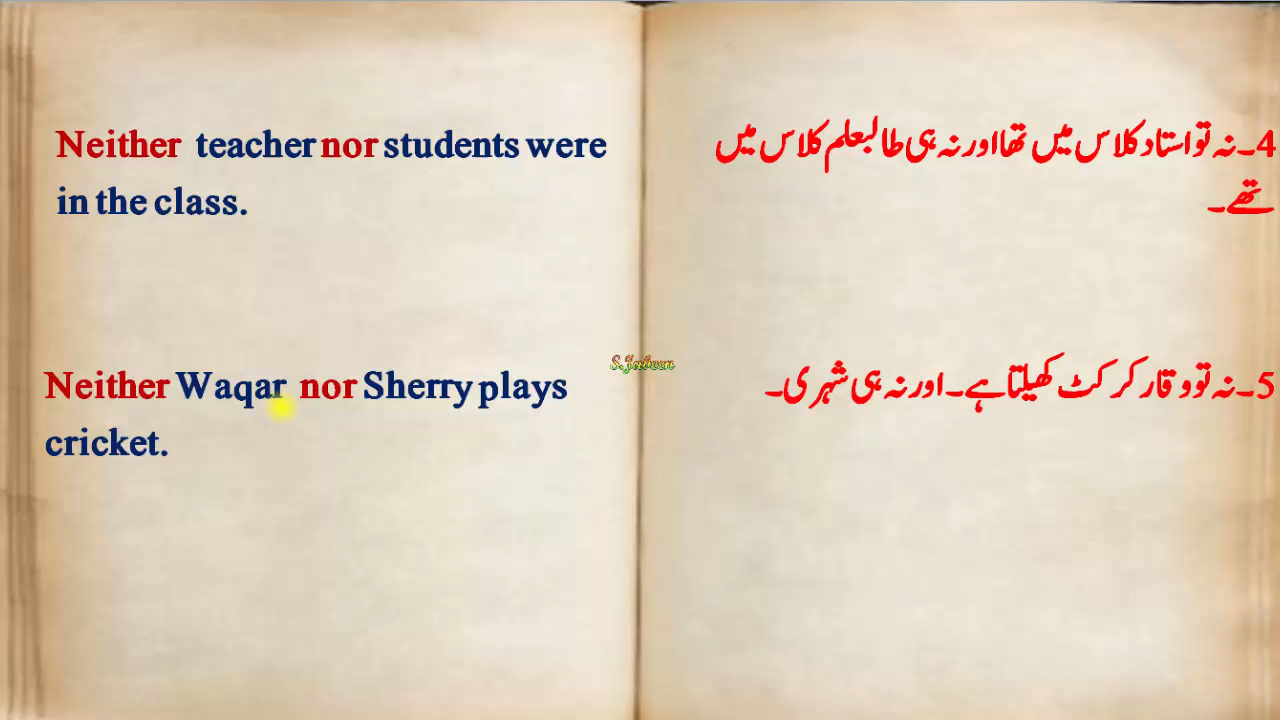 Neither teacher nor students were
in the class.
4۔نہ تو استاد کلاس میں تھا اور نہ ہی طالبعلم کلاس میں
تھے۔
S.Jabeen
Neither Waqar nor Sherry plays
cricket.
5۔نہ تو وقار کرکٹ کھیلتا ہے۔اور نہ ہی شہری۔